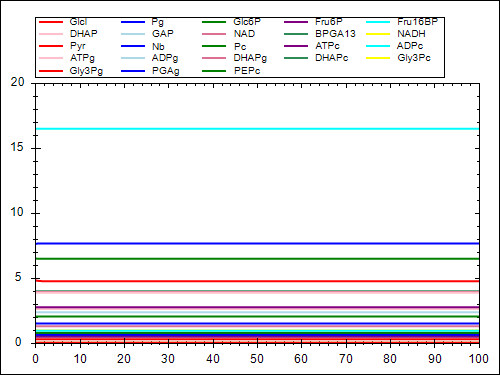 Glcl Pg Glc6P Fru6P Fru16BP
DHAP GAP NAD BPGA13 NADH
Pyr Nb Pc ATPc ADPc
ATPg ADPg DHAPg DHAPc Gly3Pc
Gly3Pg PGAg PEPc
20
15
10
5
0
0 10 20 30 40 50 60 70 80 90 100